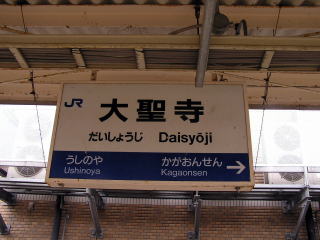 JR 大聖寺
だいしょうじ Daisyōji
うしのや かがおんせん
Ushinoya Kagaonsen